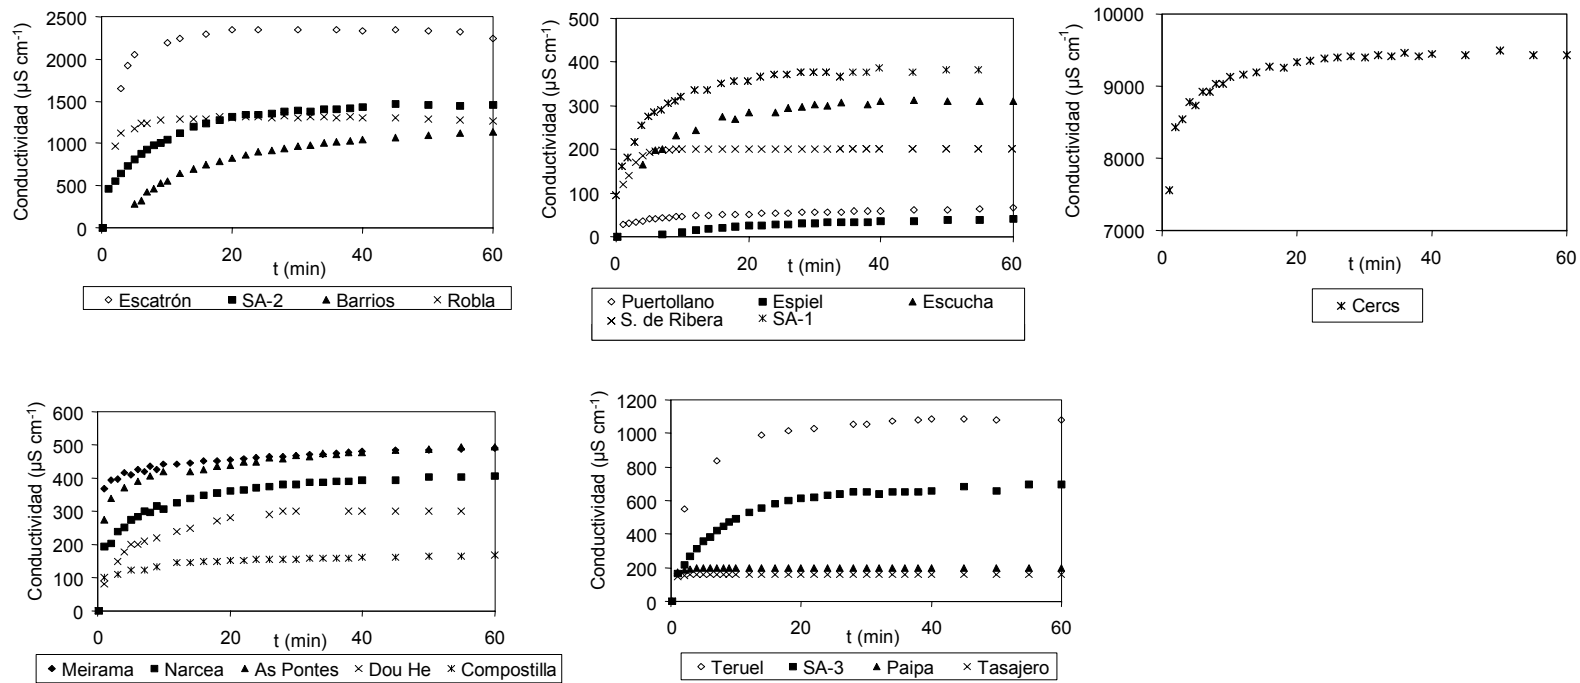 Conductividad (µS cm-1)
2500
2000
1500
1000
500
0
0 20 40 60
t (min)
Escatrón SA-2 Barrios Robla
Conductividad (µS cm-1)
500
400
300
200
100
0
0 20 40 60
t (min)
Puertollano Espiel Escucha
S. de Ribera SA-1
Conductividad (µS cm-1)
10000
9000
8000
7000
0 20 40 60
t (min)
Cercs
Conductividad (µS cm-1)
600
500
400
300
200
100
0
0 20 40 60
t (min)
Meirama Narcea As Pontes Dou He Compostilla
Conductividad (µS cm-1)
1200
1000
800
600
400
200
0
0 20 40 60
t (min)
Teruel SA-3 Paipa Tasajero